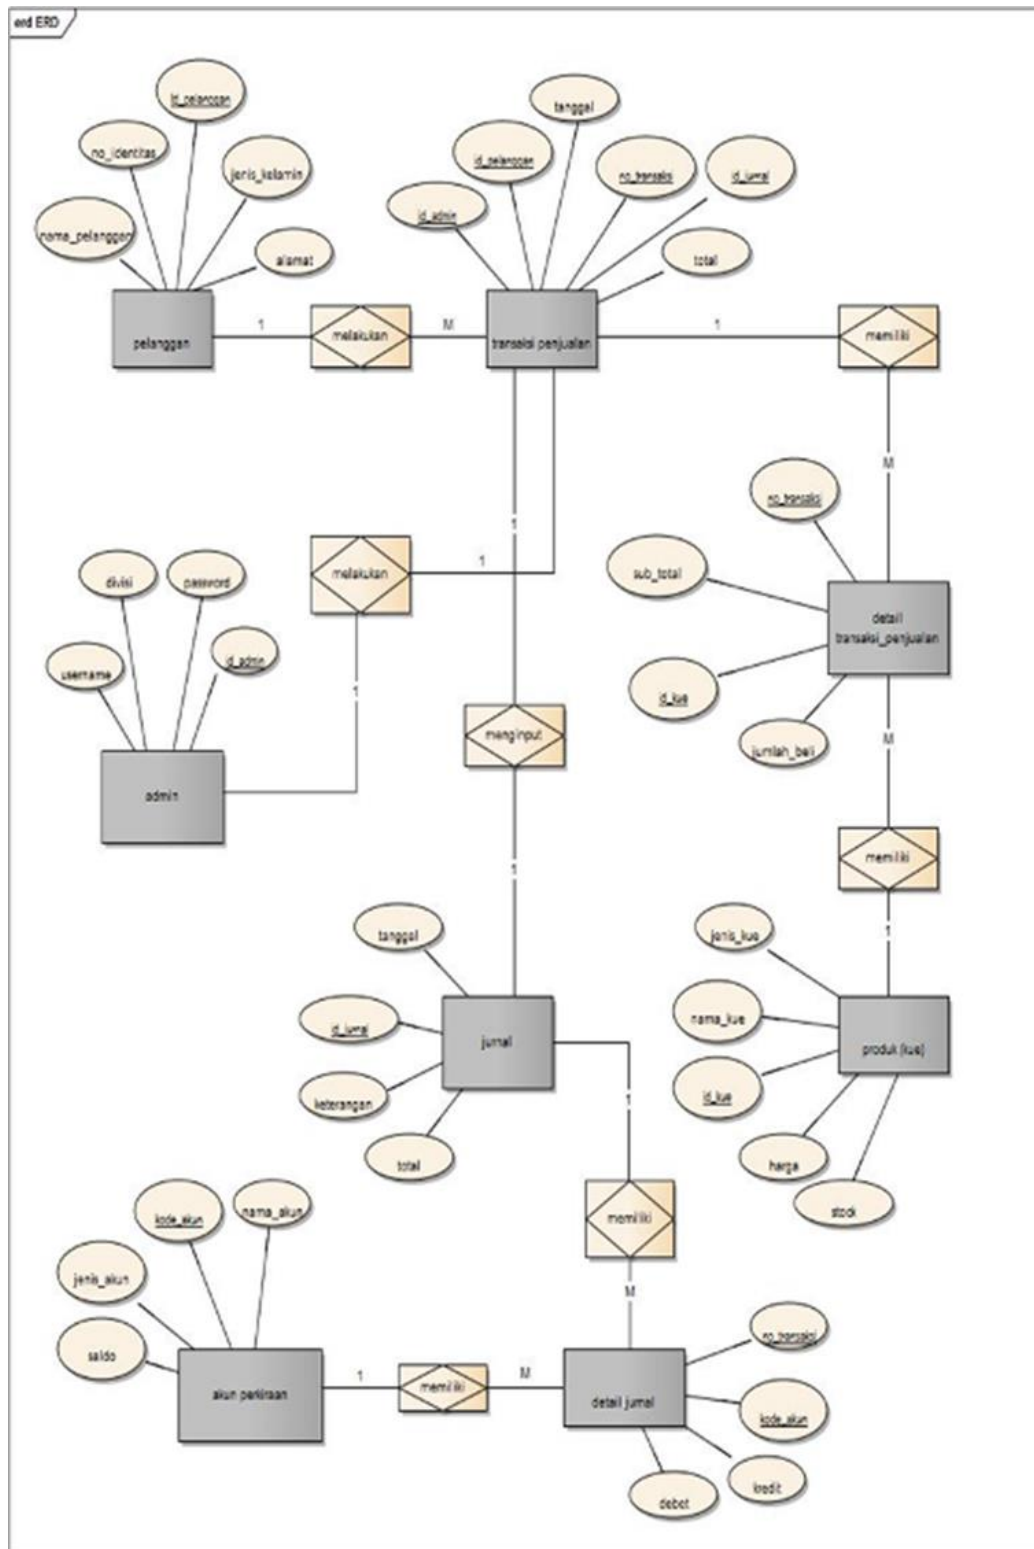 erd ERD
id_pelanggan
no_identitas
jenis_kelamin
nama_pelanggan
alamat
pelanggan
1
melakukan
M
tanggal
id_pelanggan
no_transaksi
id_jurnal
id_admin
total
transaksi penjualan
1
memiliki
M
no_transaksi
sub_total
detail
transaksi_penjualan
id_kue
jumlah_beli
melakukan
1
1
divisi
password
username
id_admin
admin
1
menginput
1
M
memiliki
1
jenis_kue
nama_kue
produk (kue)
id_kue
harga
stock
tanggal
id_jurnal
jurnal
keterangan
total
1
memiliki
M
kode_akun
nama_akun
jenis_akun
saldo
akun perkiraan
1
memiliki
M
detail jurnal
no_transaksi
kode_akun
kredit
debet